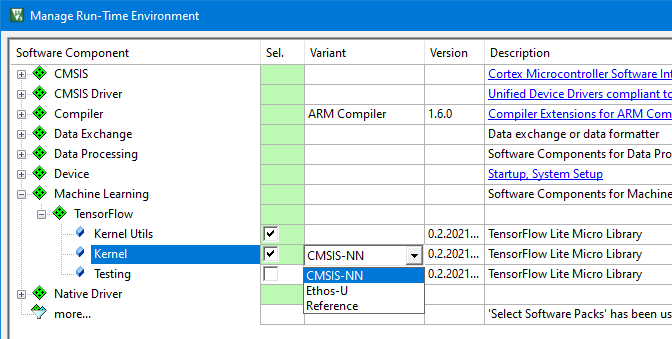 Manage Run-Time Environment
Software Component Sel. Variant Version Description
CMSIS Cortex Microcontroller Software Int
CMSIS Driver Unified Device Drivers compliant to
Compiler ARM Compiler 1.6.0 Compiler Extensions for ARM Com
Data Exchange Data exchange or data formatter
Data Processing Software Components for Data Pro
Device Startup, System Setup
Machine Learning Software Components for Machine
TensorFlow
Kernel Utils 0.2.2021... TensorFlow Lite Micro Library
Kernel CMSIS-NN 0.2.2021... TensorFlow Lite Micro Library
Testing CMSIS-NN 0.2.2021... TensorFlow Lite Micro Library
Native Driver Ethos-U
Reference
more... 'Select Software Packs' has been us